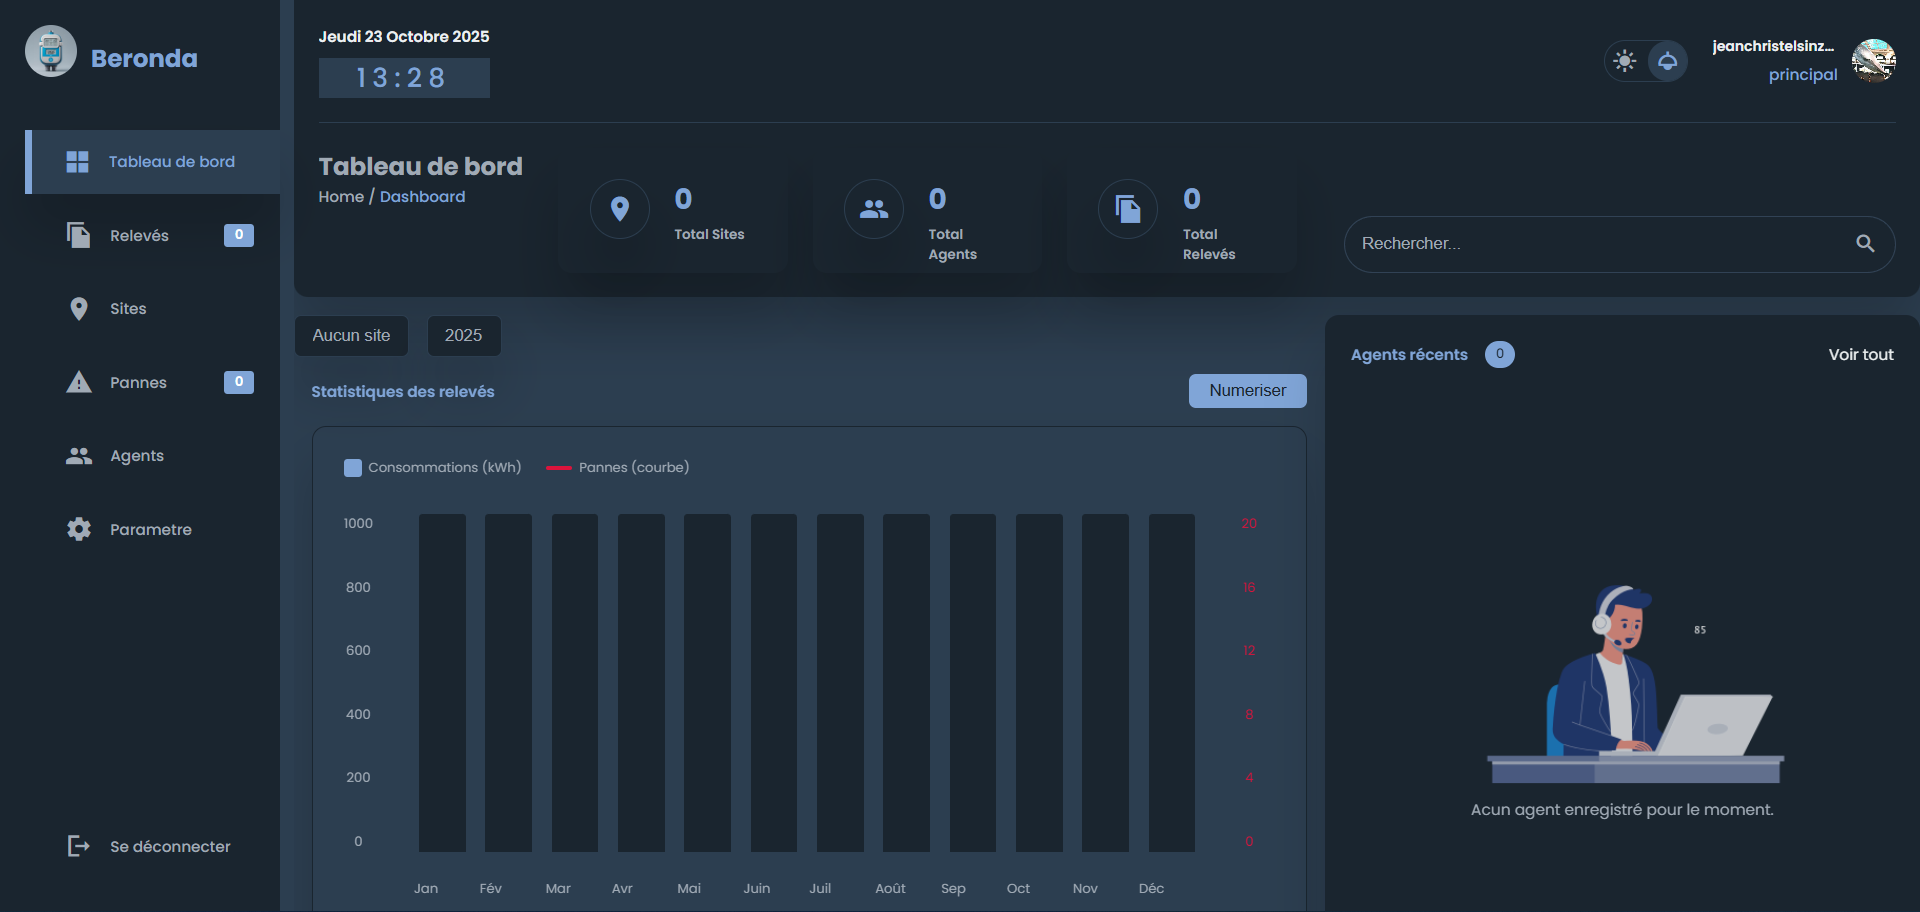 Beronda
Tableau de bord
Relevés 0
Sites
Pannes 0
Agents
Parametre
Se déconnecter
Jeudi 23 Octobre 2025
13:28
jeanchristelsinz...
principal
Tableau de bord
Home / Dashboard
0
Total Sites
0
Total
Agents
0
Total
Relevés
Rechercher...
Aucun site
2025
Statistiques des relevés
Numeriser
Consommations (kWh)
Pannes (courbe)
1000
800
600
400
200
0
20
16
12
8
4
0
Jan Fév Mar Avr Mai Juin Juil Août Sep Oct Nov Déc
Agents récents 0
Voir tout
85
Acun agent enregistré pour le moment.